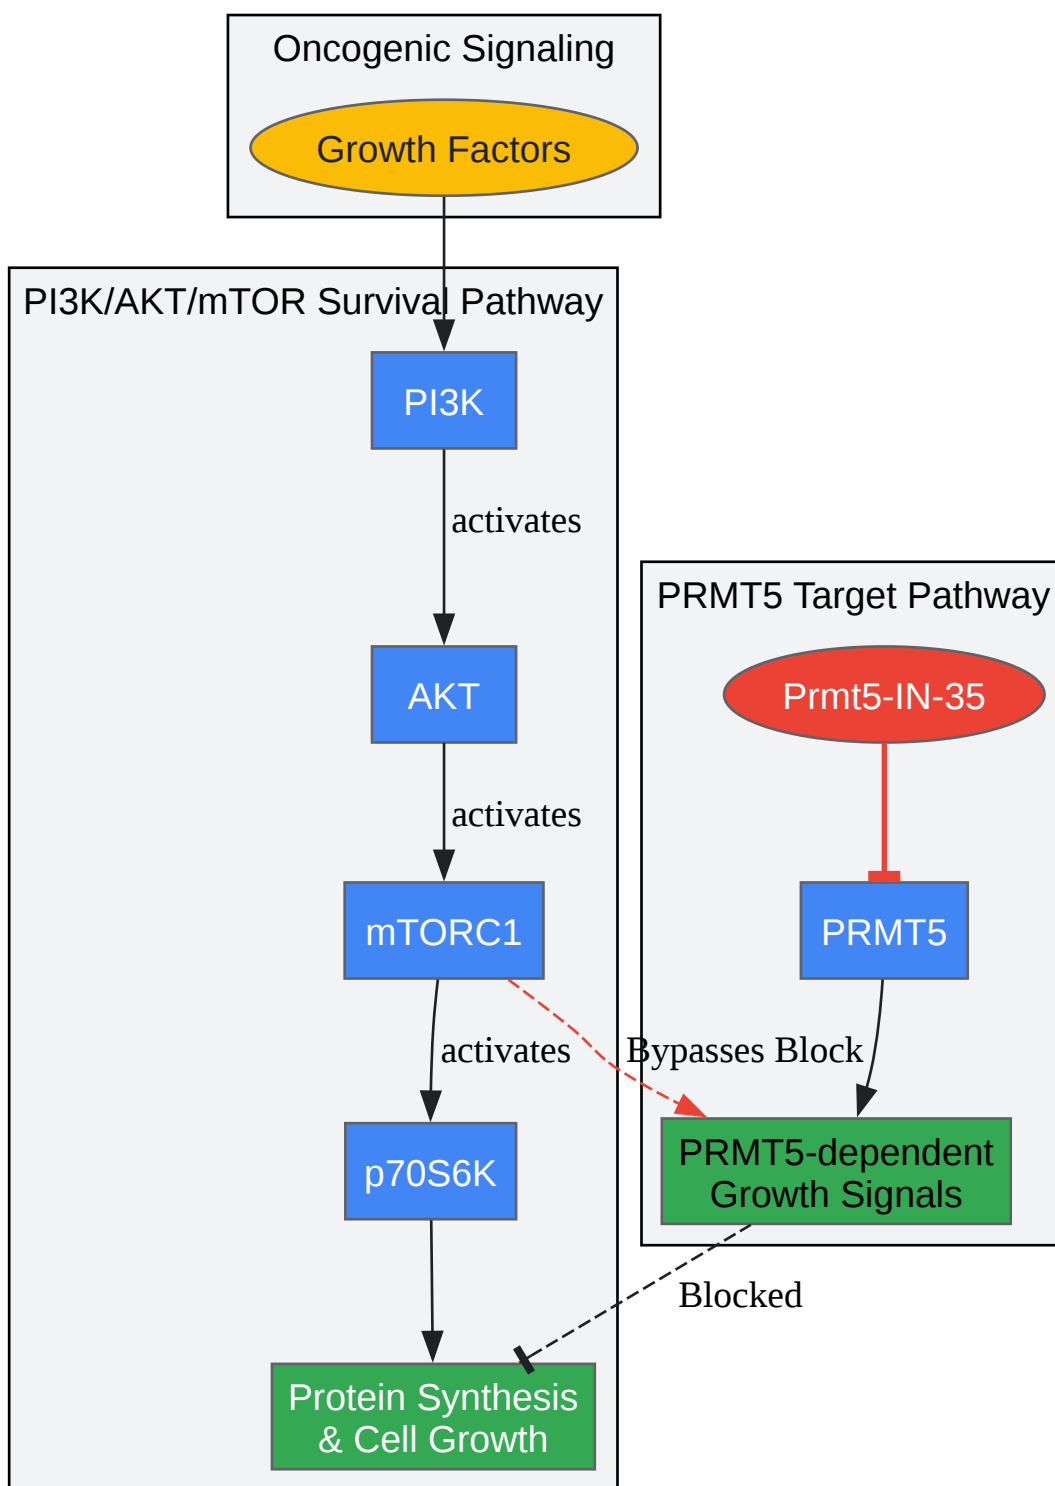 Oncogenic Signaling
Growth Factors
PI3K/AKT/mTOR Survival Pathway
PI3K
activates
PRMT5 Target Pathway
AKT
Prmt5-IN-35
activates
mTORC1
PRMT5
activates
Bypasses Block
p70S6K
PRMT5-dependent
Growth Signals
Blocked
Protein Synthesis
& Cell Growth